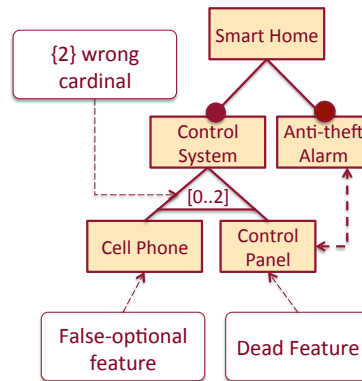 Smart Home
{2} wrong
cardinal
Control
System
Anti-theft
Alarm
[0..2]
Cell Phone
Control
Panel
False-optional
feature
Dead Feature